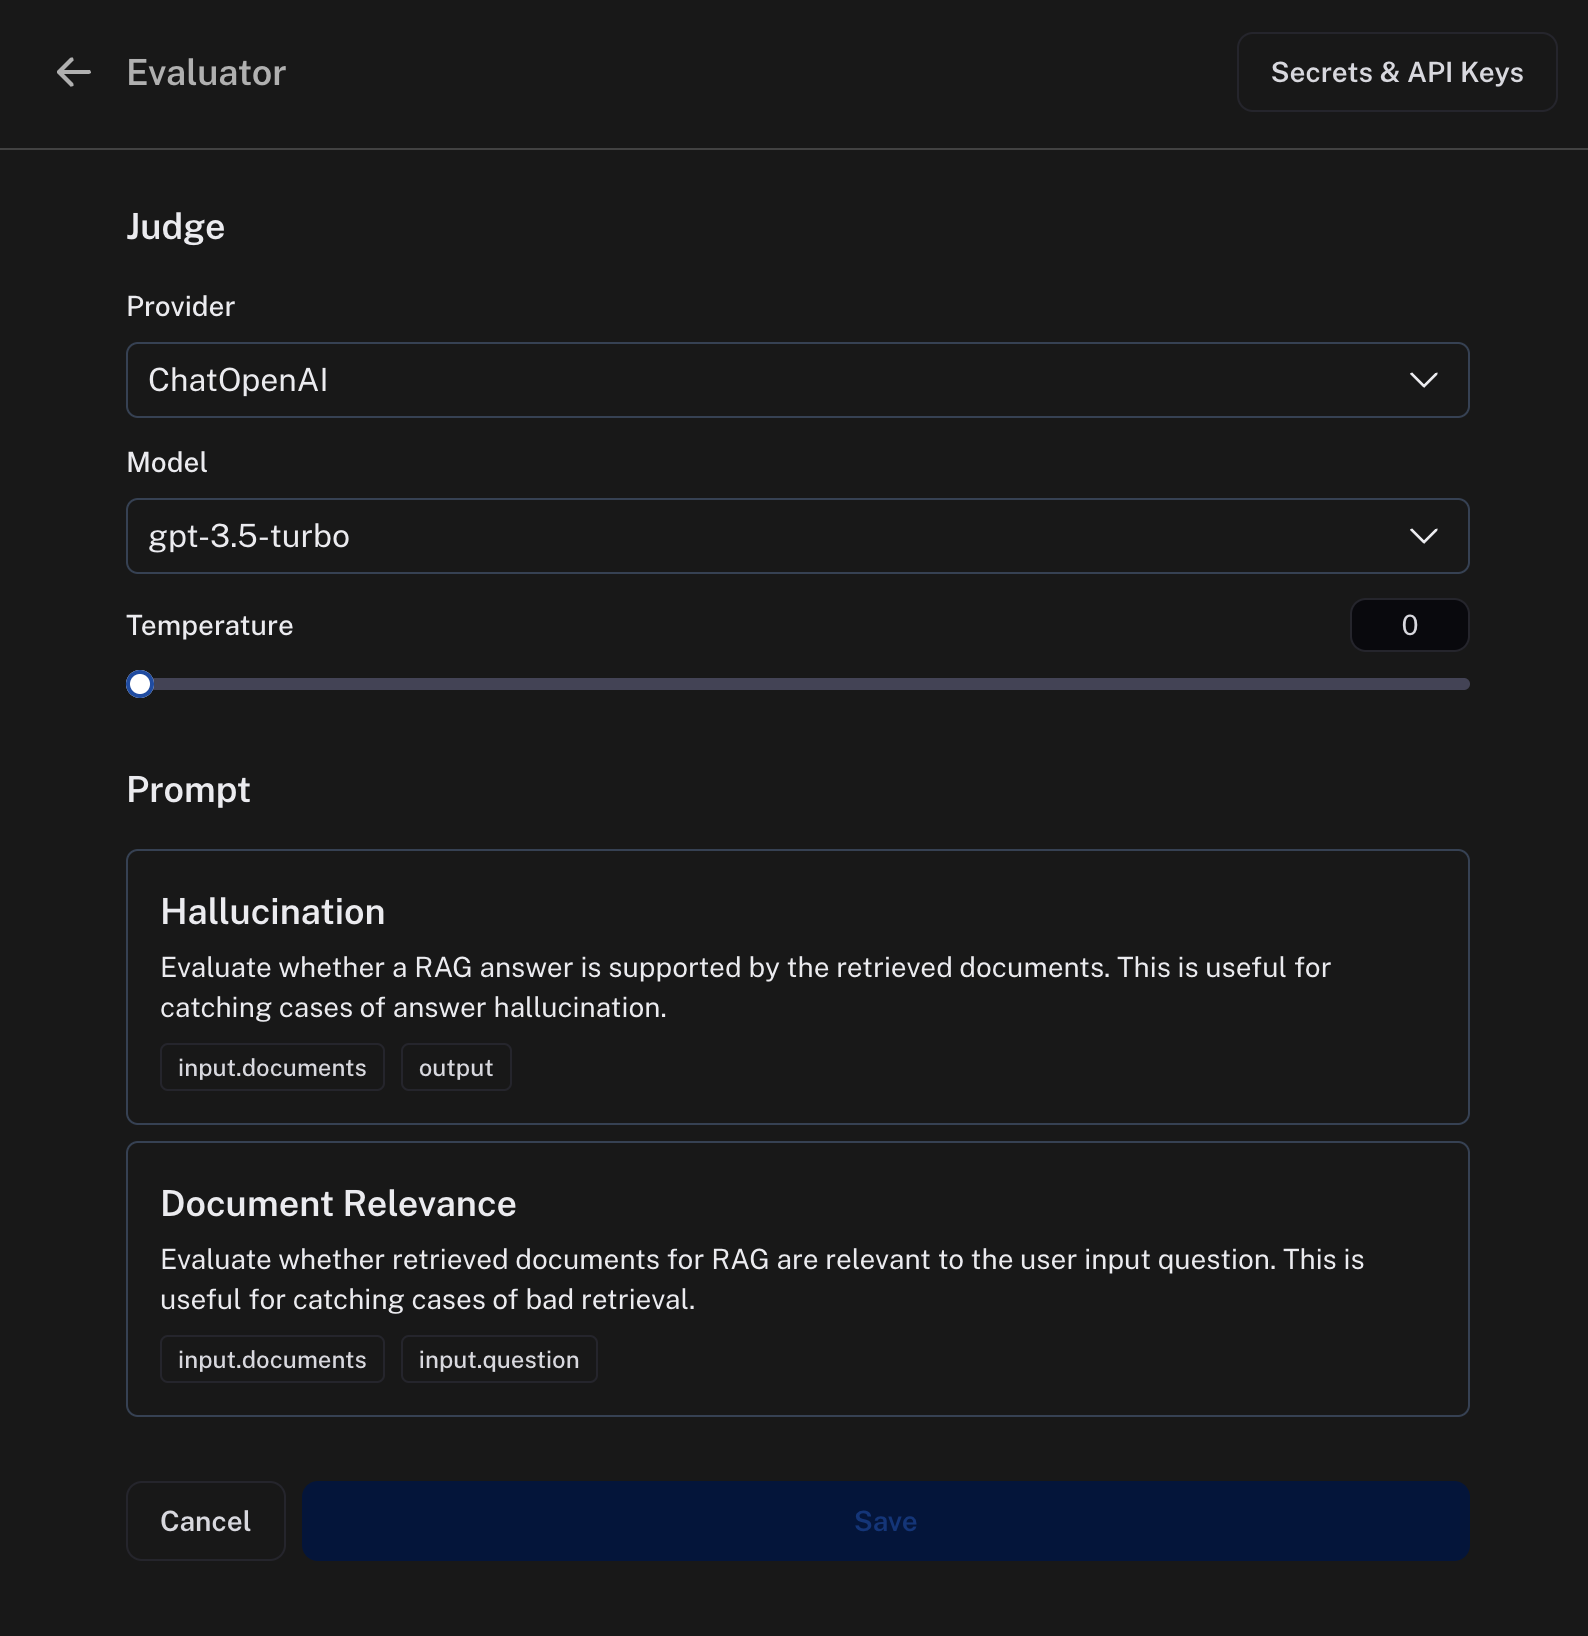 Evaluator
Secrets & API Keys
Judge
Provider
ChatOpenAI
Model
gpt-3.5-turbo
Temperature
0
Prompt
Hallucination
Evaluate whether a RAG answer is supported by the retrieved documents. This is useful for
catching cases of answer hallucination.
input.documents output
Document Relevance
Evaluate whether retrieved documents for RAG are relevant to the user input question. This is
useful for catching cases of bad retrieval.
input.documents input.question
Cancel
Save